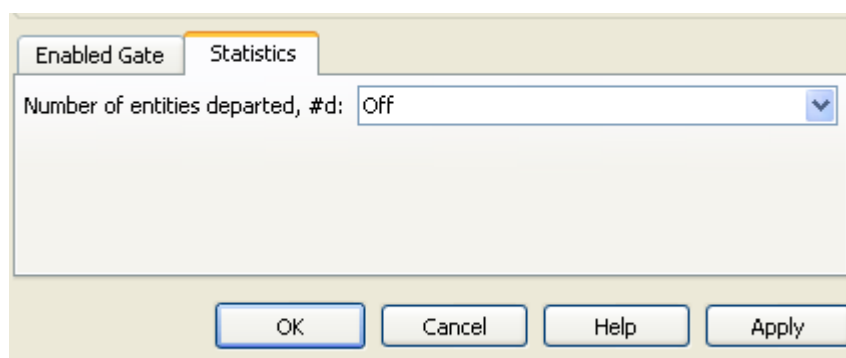 Enabled Gate Statistics
Number of entities departed, #d: Off
OK Cancel Help Apply